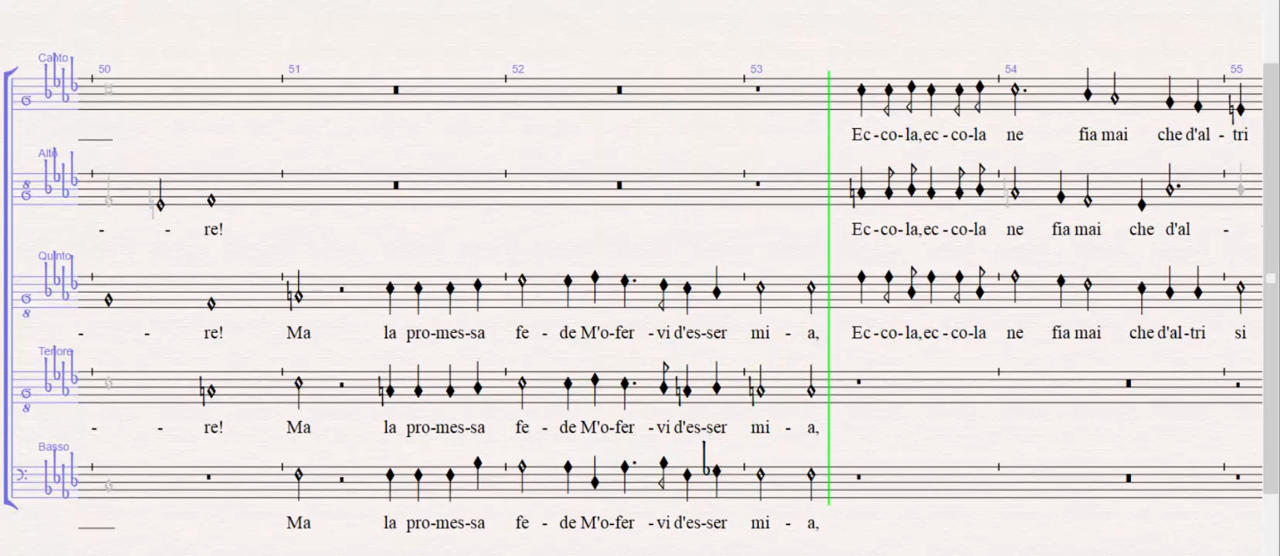 50 51 52 53 54 55
Canto
Ec-co-la,ec-co-la ne fia mai che d'al-tri
Alto
- - re! Ec-co-la,ec-co-la ne fia mai che d'al -
Quinto
- - re! Ma la pro-mes-sa fe - de M'o-fer -vi d'es-ser mi - a, Ec-co-la,ec-co-la ne fia mai che d'al-tri si
8
Tenore
- - re! Ma la pro-mes-sa fe - de M'o-fer -vi d'es-ser mi - a,
8
Basso
Ma la pro-mes-sa fe - de M'o-fer -vi d'es-ser mi - a,